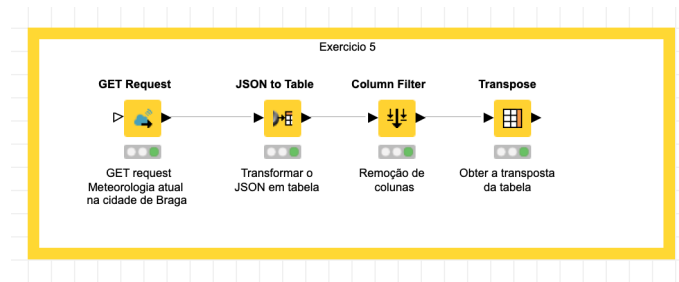 Exercicio 5
GET Request
JSON to Table
Column Filter
Transpose
GET request
Meteorologia atual
na cidade de Braga
Transformar o
JSON em tabela
Remoção de
colunas
Obter a transposta
da tabela